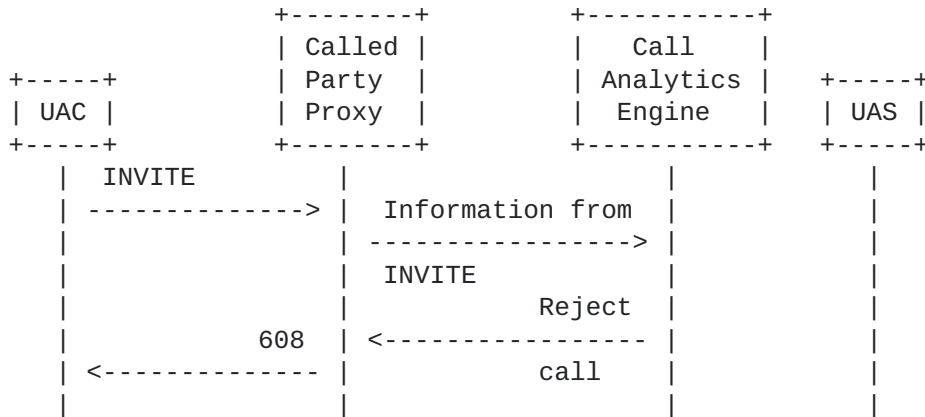 Called Call
Party Analytics
UAC Proxy Engine UAS
INVITE
Information from
INVITE
Reject
608
call